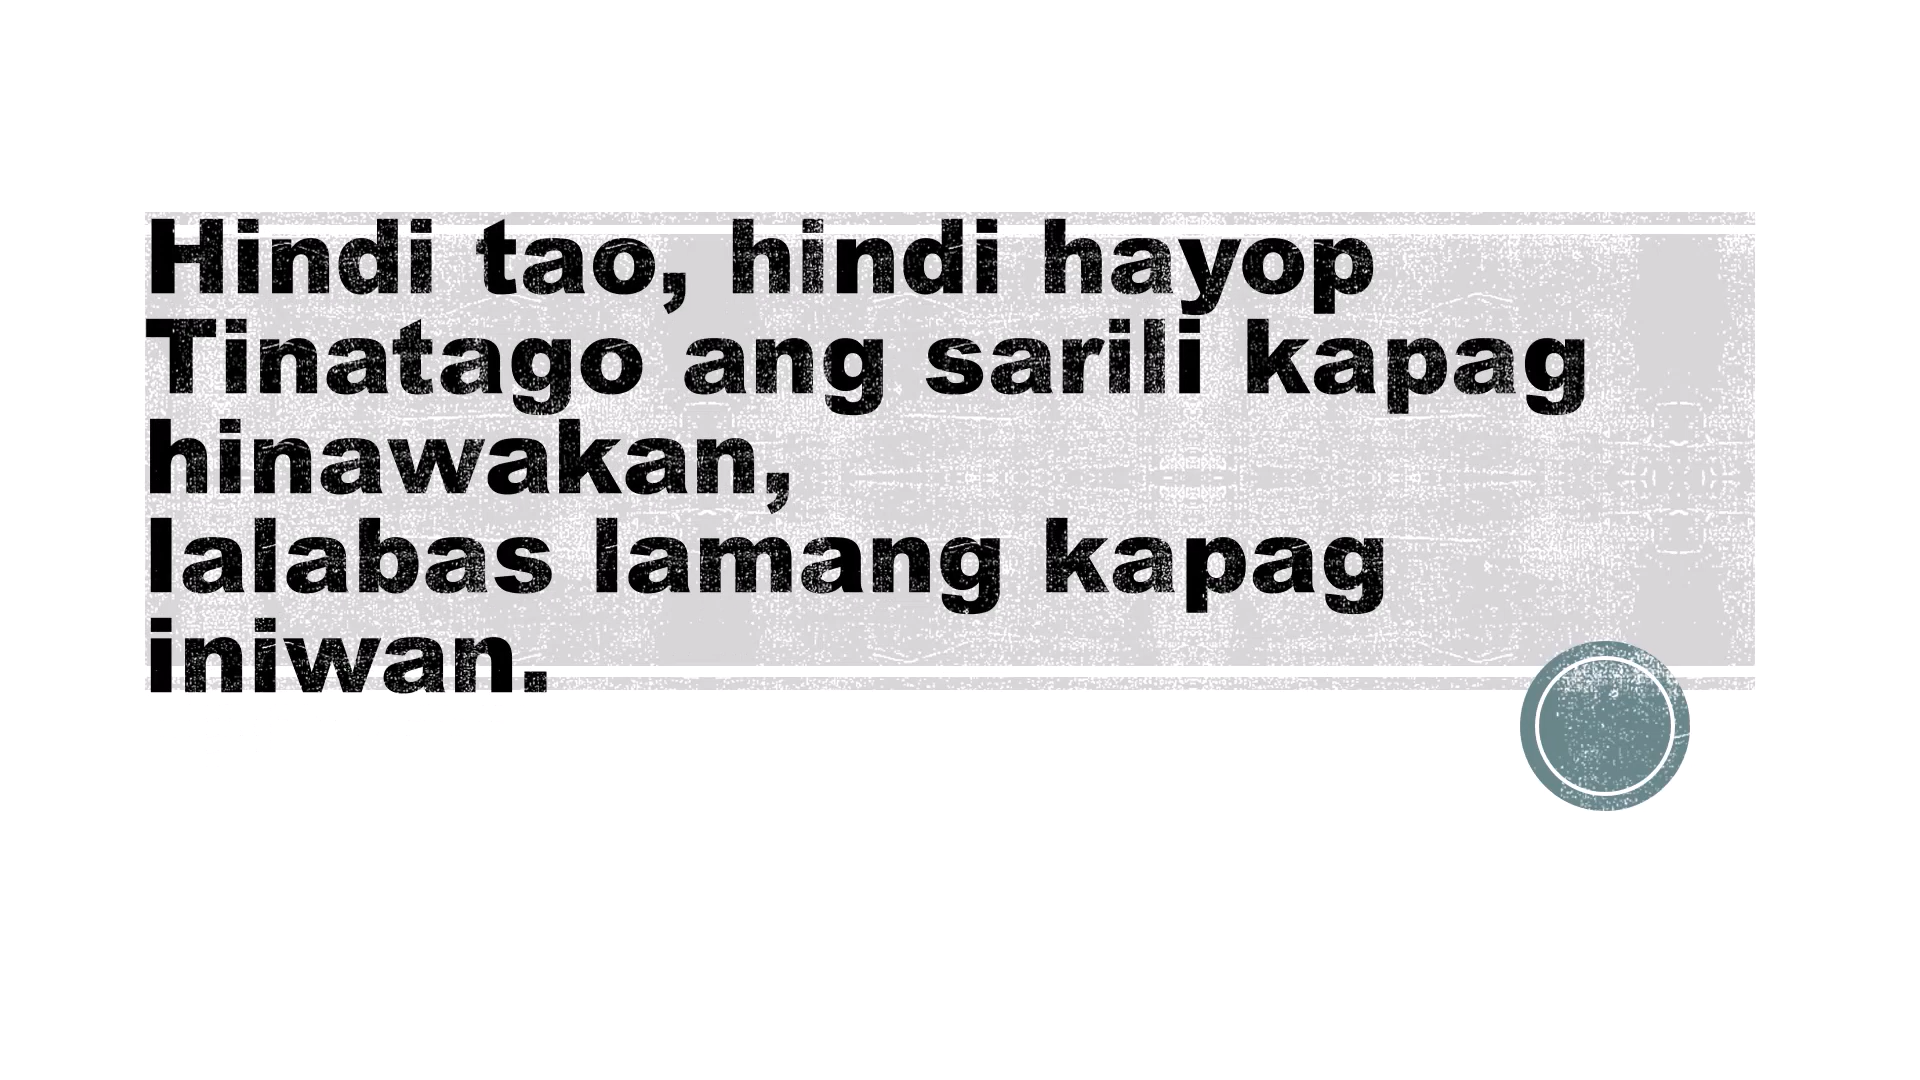 Hindi tao, hindi hayop
Tinatago ang sarili kapag
hinawakan,
lalabas lamang kapag
iniwan.